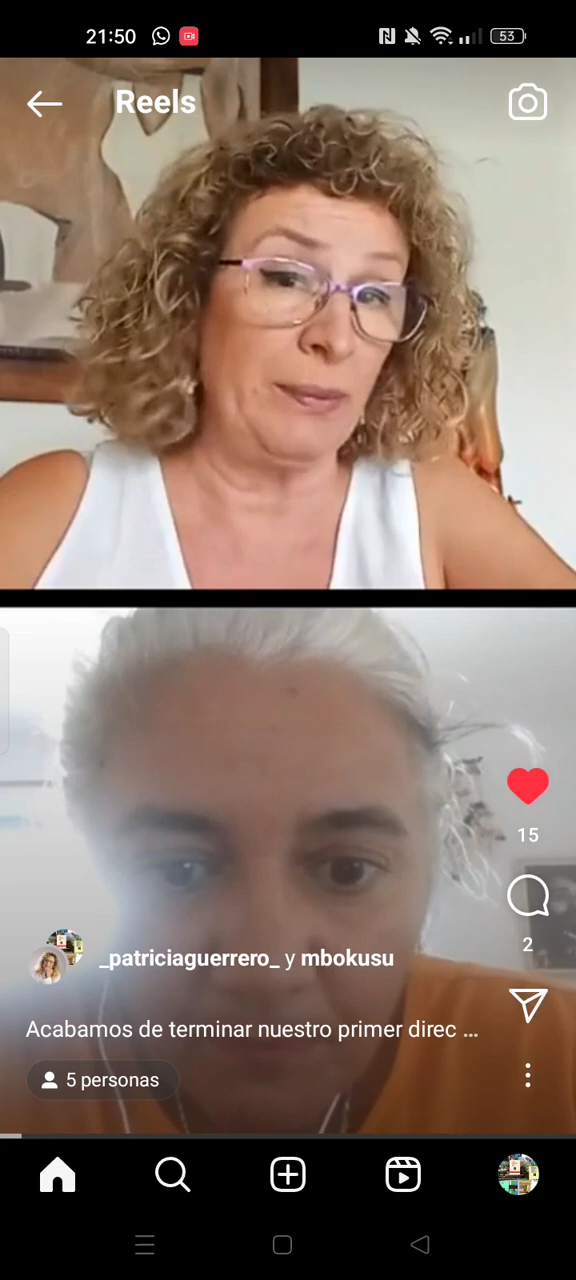 21:50
53
Reels
15
2
_patriciaguerrero_ y mbokusu
Acabamos de terminar nuestro primer direc ...
5 personas